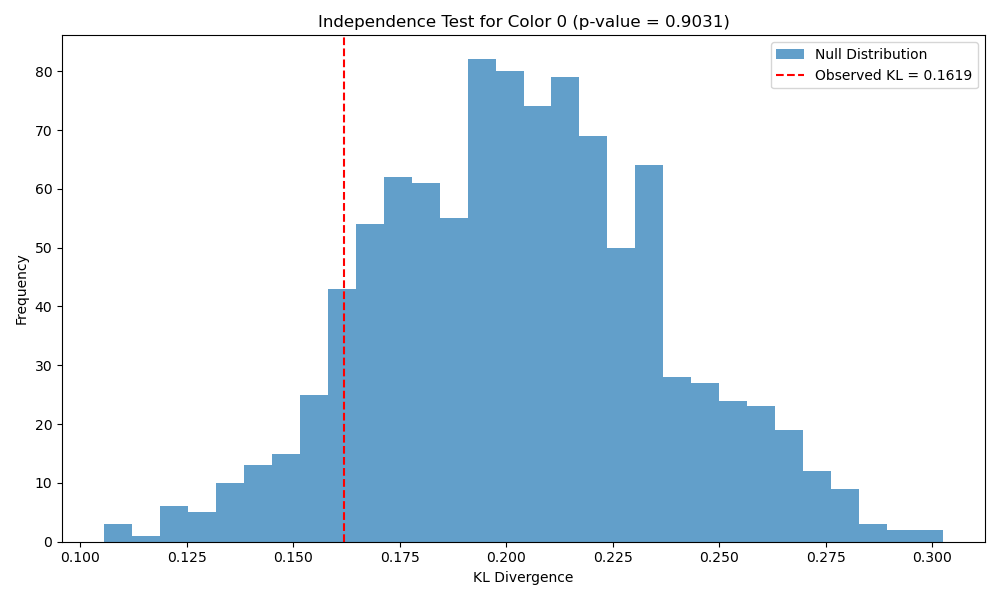 Independence Test for Color 0 (p-value = 0.9031)
Null Distribution
Observed KL = 0.1619
Frequency
80
70
60
50
40
30
20
10
0
0.100 0.125 0.150 0.175 0.200 0.225 0.250 0.275 0.300
KL Divergence